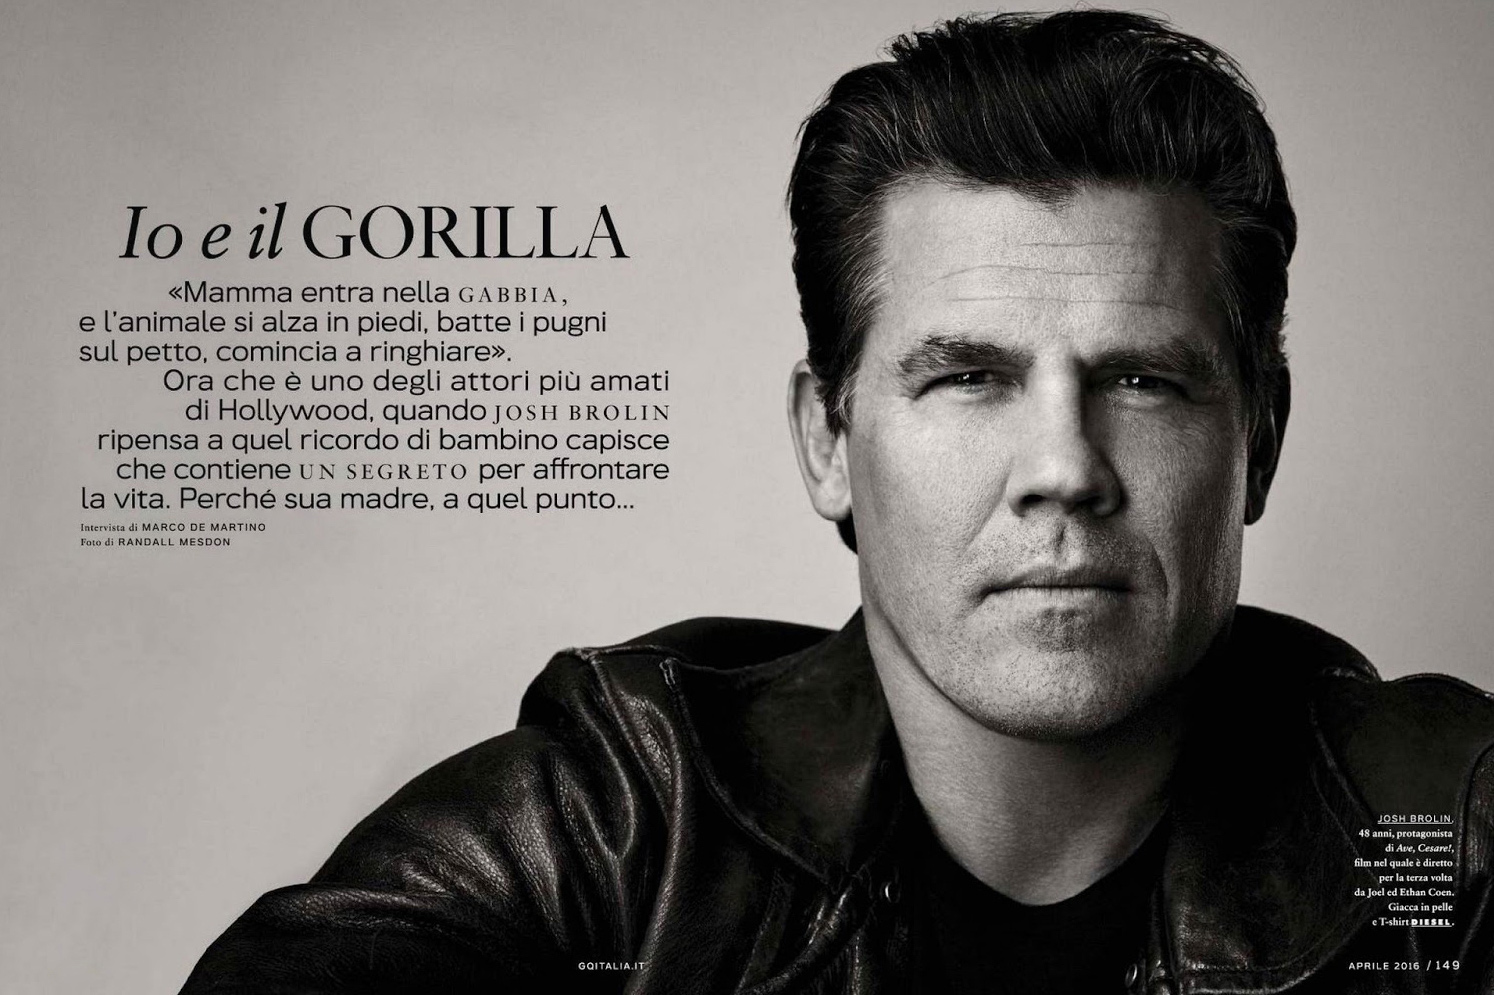 Io e il GORILLA
«Mamma entra nella GABBIA,
e l'animale si alza in piedi, batte i pugni
sul petto, comincia a ringhiare».
Ora che è uno degli attori più amati
di Hollywood, quando JOSH BROLIN
ripensa a quel ricordo di bambino capisce
che contiene UN SEGRETO per affrontare
la vita. Perché sua madre, a quel punto...
Intervista di MARCO DE MARTINO
Foto di RANDALL MESDON
JOSH BROLIN,
48 anni, protagonista
di Ave, Cesare!,
film nel quale è diretto
per la terza volta
da Joel ed Ethan Coen.
Giacca in pelle
e T-shirt DIESEL.
GQITALIA.IT
APRILE 2016 / 149